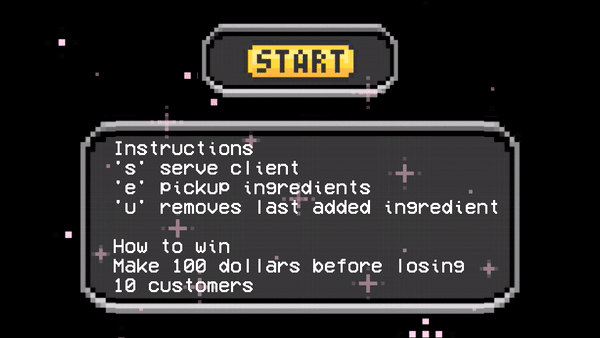 START
Instructions
's' serve client
'e' pickup ingredients
'u' removes last added ingredient
How to win
Make 100 dollars before losing
10 customers